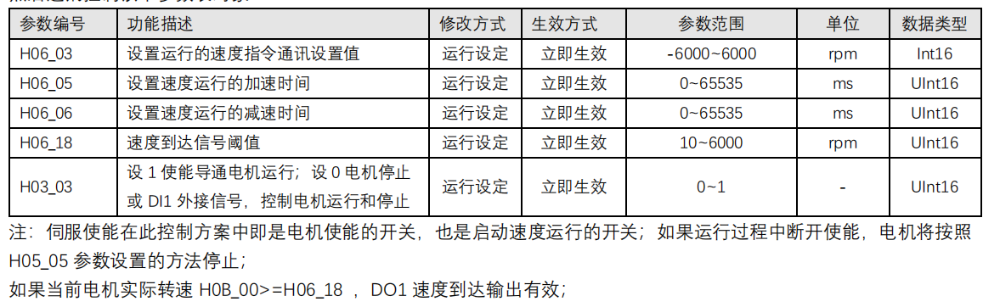 参数编号 功能描述 修改方式 生效方式 参数范围 单位 数据类型
H06_03 设置运行的速度指令通讯设置值 运行设定 立即生效 -6000~6000 rpm Int16
H06_05 设置速度运行的加速时间 运行设定 立即生效 0~65535 ms UInt16
H06_06 设置速度运行的减速时间 运行设定 立即生效 0~65535 ms UInt16
H06_18 速度到达信号阈值 运行设定 立即生效 10~6000 rpm UInt16
H03_03 设 1 使能导通电机运行；设 0 电机停止
或 DI1 外接信号，控制电机运行和停止 运行设定 立即生效 0~1 - UInt16
注：伺服使能在此控制方案中即是电机使能的开关，也是启动速度运行的开关；如果运行过程中断开使能，电机将按照
H05_05 参数设置的方法停止；
如果当前电机实际转速 H0B_00>=H06_18 ，DO1 速度到达输出有效；